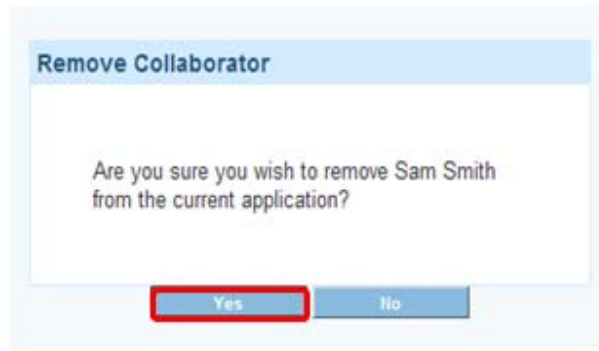 Remove Collaborator
Are you sure you wish to remove Sam Smith
from the current application?
Yes No